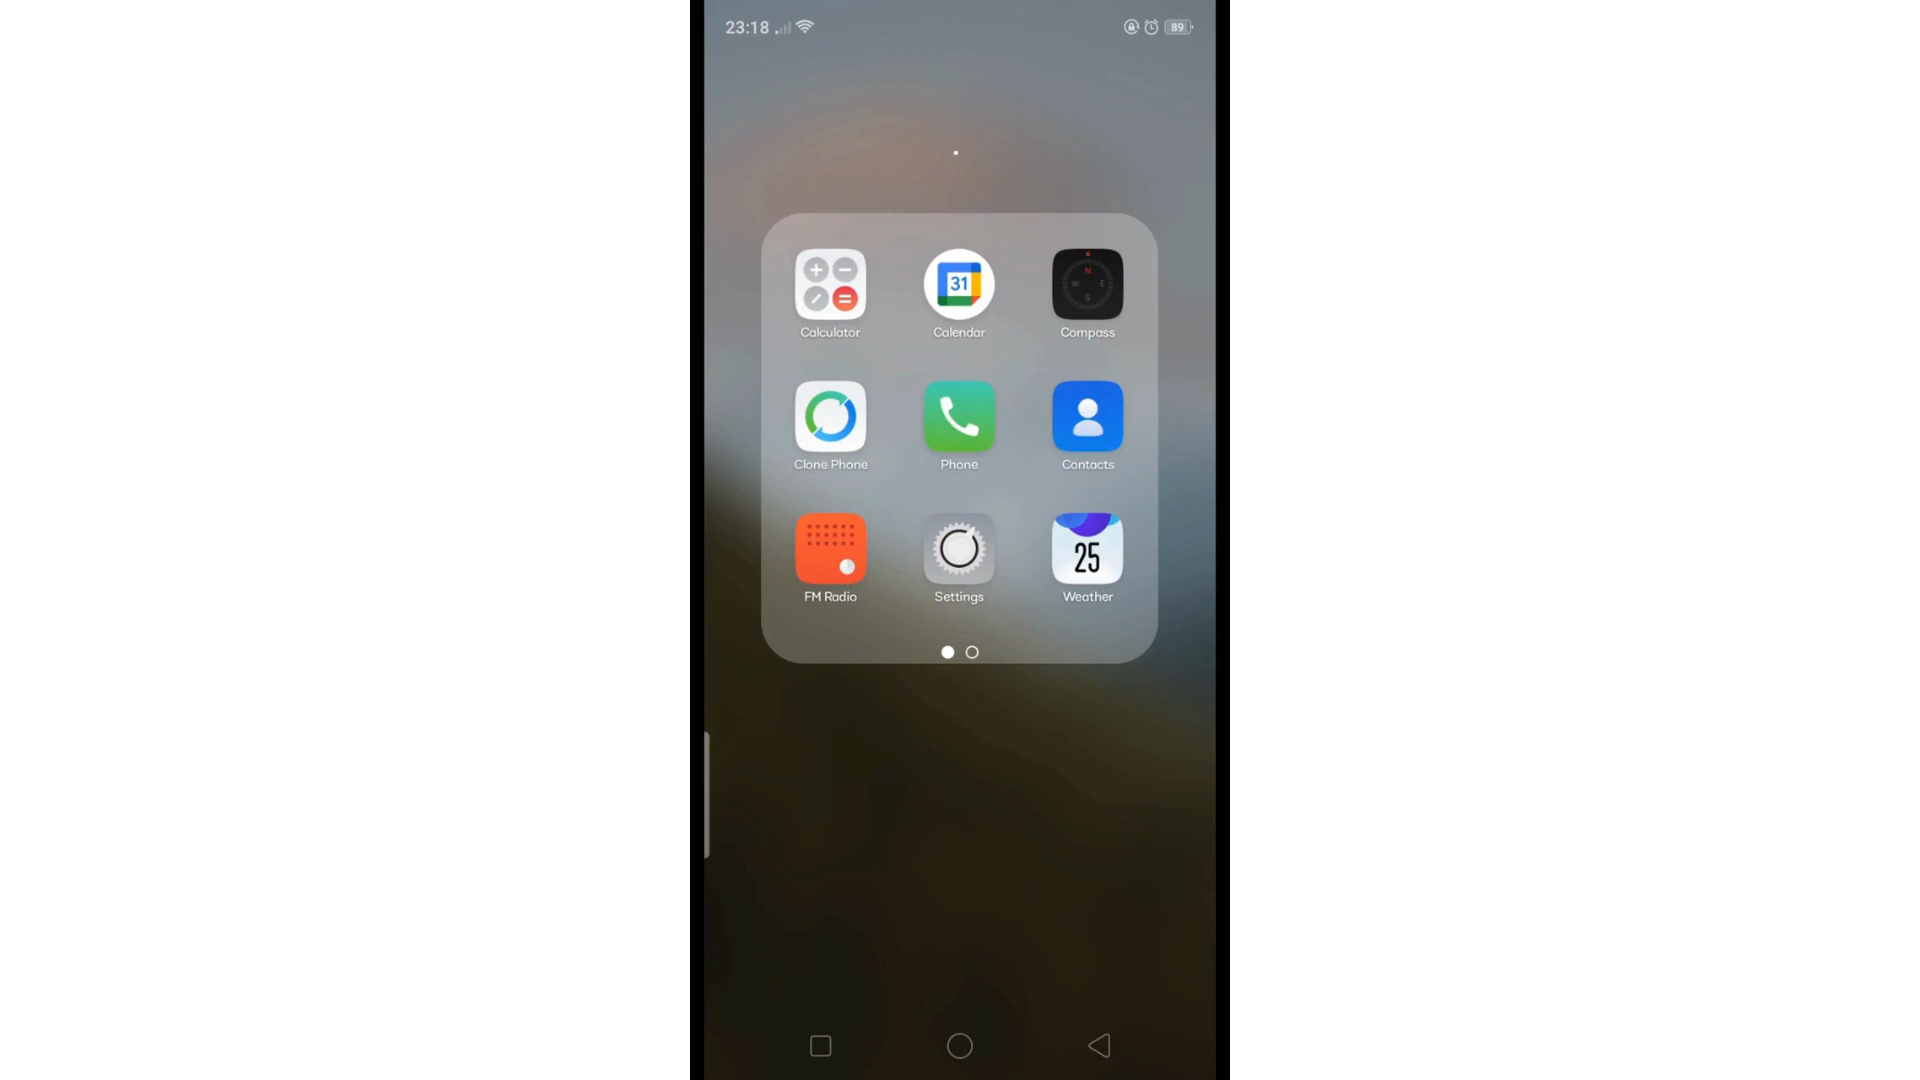 23:18
89
31
N
W E
S
Calculator Calendar Compass
Clone Phone Phone Contacts
25
FM Radio Settings Weather